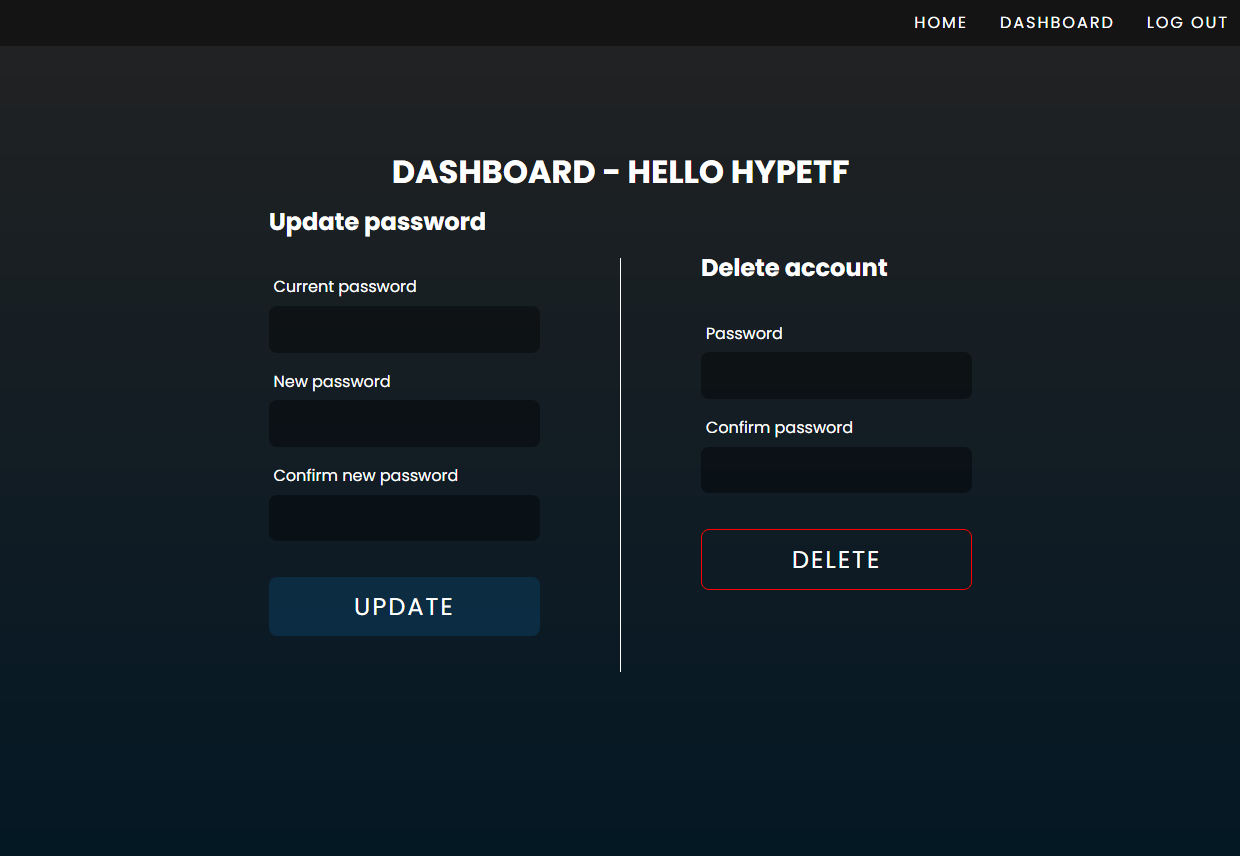 HOME DASHBOARD LOG OUT
DASHBOARD - HELLO HYPETF
Update password
Current password
New password
Confirm new password
UPDATE
Delete account
Password
Confirm password
DELETE